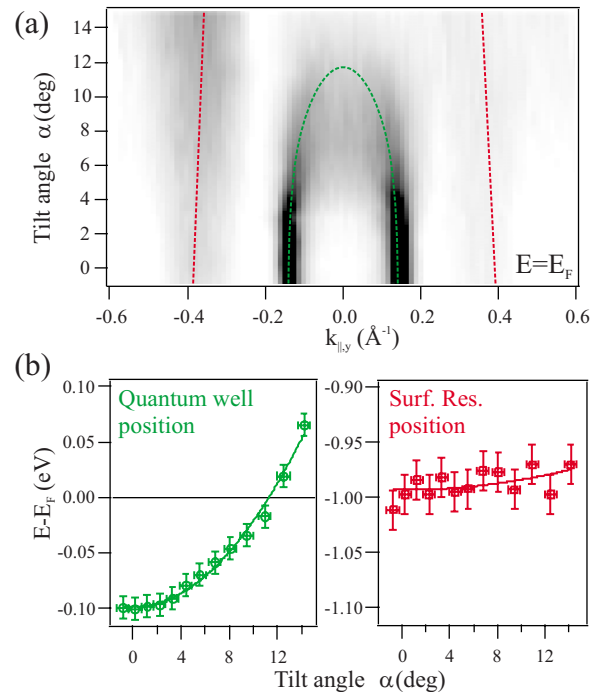 (a)
Tilt angle α(deg)
14
12
10
8
6
4
2
0
E=E_F
-0.6 -0.4 -0.2 0.0 0.2 0.4 0.6
k_||,y (Å⁻¹)
(b)
E-E_F (eV)
0.10
0.05
0.00
-0.05
-0.10
Quantum well
position
0 4 8 12
-0.90
-0.95
-1.00
-1.05
-1.10
Surf. Res.
position
0 4 8 12
Tilt angle α(deg)